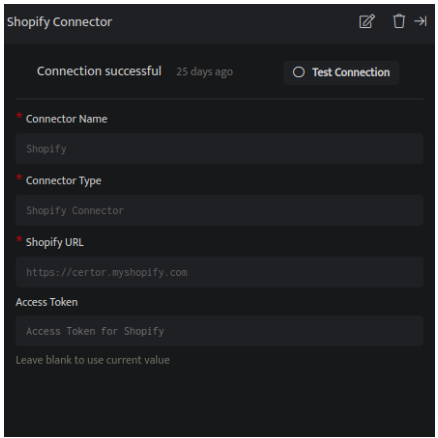 Shopify Connector
Connection successful 25 days ago Test Connection
* Connector Name
Shopify
* Connector Type
Shopify Connector
* Shopify URL
https://certor.myshopify.com
Access Token
Access Token for Shopify
Leave blank to use current value